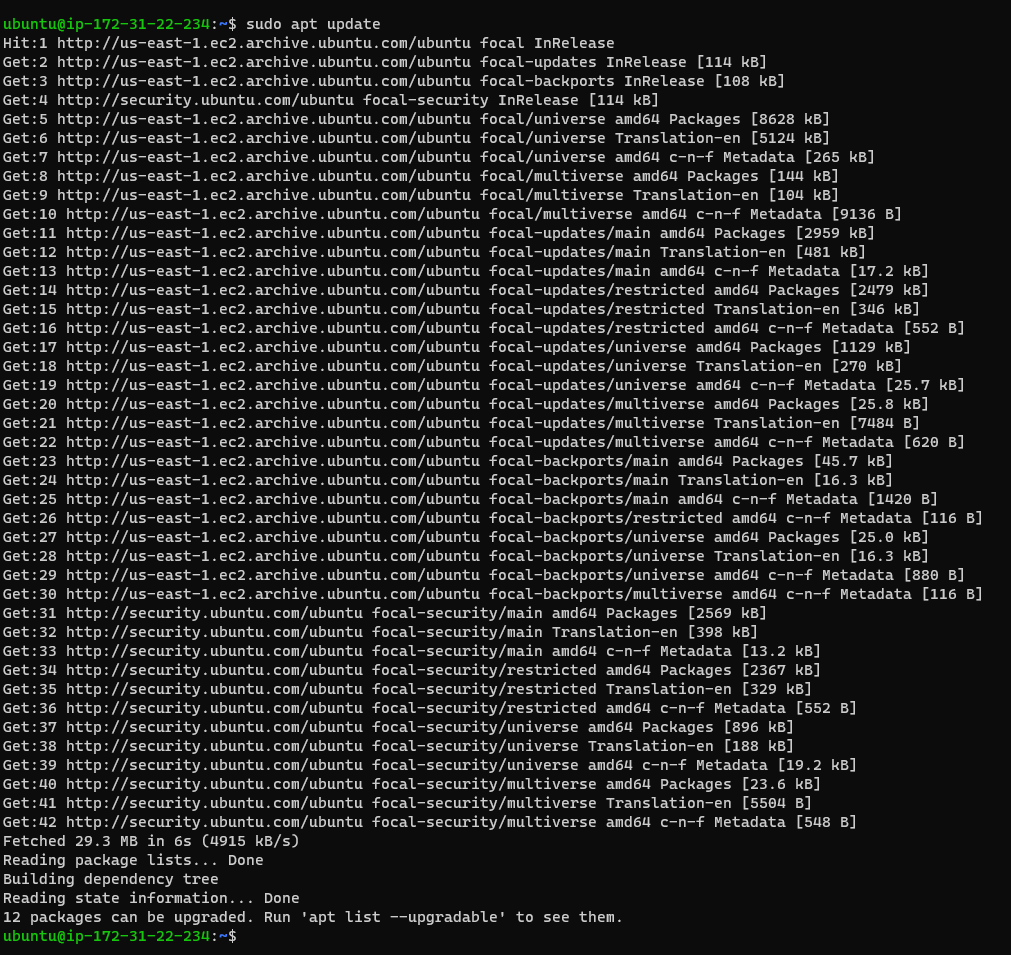 ubuntu@ip-172-31-22-234:~$ sudo apt update
Hit:1 http://us-east-1.ec2.archive.ubuntu.com/ubuntu focal InRelease
Get:2 http://us-east-1.ec2.archive.ubuntu.com/ubuntu focal-updates InRelease [114 kB]
Get:3 http://us-east-1.ec2.archive.ubuntu.com/ubuntu focal-backports InRelease [108 kB]
Get:4 http://security.ubuntu.com/ubuntu focal-security InRelease [114 kB]
Get:5 http://us-east-1.ec2.archive.ubuntu.com/ubuntu focal/universe amd64 Packages [8628 kB]
Get:6 http://us-east-1.ec2.archive.ubuntu.com/ubuntu focal/universe Translation-en [5124 kB]
Get:7 http://us-east-1.ec2.archive.ubuntu.com/ubuntu focal/universe amd64 c-n-f Metadata [265 kB]
Get:8 http://us-east-1.ec2.archive.ubuntu.com/ubuntu focal/multiverse amd64 Packages [144 kB]
Get:9 http://us-east-1.ec2.archive.ubuntu.com/ubuntu focal/multiverse Translation-en [104 kB]
Get:10 http://us-east-1.ec2.archive.ubuntu.com/ubuntu focal/multiverse amd64 c-n-f Metadata [9136 B]
Get:11 http://us-east-1.ec2.archive.ubuntu.com/ubuntu focal-updates/main amd64 Packages [2959 kB]
Get:12 http://us-east-1.ec2.archive.ubuntu.com/ubuntu focal-updates/main Translation-en [481 kB]
Get:13 http://us-east-1.ec2.archive.ubuntu.com/ubuntu focal-updates/main amd64 c-n-f Metadata [17.2 kB]
Get:14 http://us-east-1.ec2.archive.ubuntu.com/ubuntu focal-updates/restricted amd64 Packages [2479 kB]
Get:15 http://us-east-1.ec2.archive.ubuntu.com/ubuntu focal-updates/restricted Translation-en [346 kB]
Get:16 http://us-east-1.ec2.archive.ubuntu.com/ubuntu focal-updates/restricted amd64 c-n-f Metadata [552 B]
Get:17 http://us-east-1.ec2.archive.ubuntu.com/ubuntu focal-updates/universe amd64 Packages [1129 kB]
Get:18 http://us-east-1.ec2.archive.ubuntu.com/ubuntu focal-updates/universe Translation-en [270 kB]
Get:19 http://us-east-1.ec2.archive.ubuntu.com/ubuntu focal-updates/universe amd64 c-n-f Metadata [25.7 kB]
Get:20 http://us-east-1.ec2.archive.ubuntu.com/ubuntu focal-updates/multiverse amd64 Packages [25.8 kB]
Get:21 http://us-east-1.ec2.archive.ubuntu.com/ubuntu focal-updates/multiverse Translation-en [7484 B]
Get:22 http://us-east-1.ec2.archive.ubuntu.com/ubuntu focal-updates/multiverse amd64 c-n-f Metadata [620 B]
Get:23 http://us-east-1.ec2.archive.ubuntu.com/ubuntu focal-backports/main amd64 Packages [45.7 kB]
Get:24 http://us-east-1.ec2.archive.ubuntu.com/ubuntu focal-backports/main Translation-en [16.3 kB]
Get:25 http://us-east-1.ec2.archive.ubuntu.com/ubuntu focal-backports/main amd64 c-n-f Metadata [1420 B]
Get:26 http://us-east-1.ec2.archive.ubuntu.com/ubuntu focal-backports/restricted amd64 c-n-f Metadata [116 B]
Get:27 http://us-east-1.ec2.archive.ubuntu.com/ubuntu focal-backports/universe amd64 Packages [25.0 kB]
Get:28 http://us-east-1.ec2.archive.ubuntu.com/ubuntu focal-backports/universe Translation-en [16.3 kB]
Get:29 http://us-east-1.ec2.archive.ubuntu.com/ubuntu focal-backports/universe amd64 c-n-f Metadata [880 B]
Get:30 http://us-east-1.ec2.archive.ubuntu.com/ubuntu focal-backports/multiverse amd64 c-n-f Metadata [116 B]
Get:31 http://security.ubuntu.com/ubuntu focal-security/main amd64 Packages [2569 kB]
Get:32 http://security.ubuntu.com/ubuntu focal-security/main Translation-en [398 kB]
Get:33 http://security.ubuntu.com/ubuntu focal-security/main amd64 c-n-f Metadata [13.2 kB]
Get:34 http://security.ubuntu.com/ubuntu focal-security/restricted amd64 Packages [2367 kB]
Get:35 http://security.ubuntu.com/ubuntu focal-security/restricted Translation-en [329 kB]
Get:36 http://security.ubuntu.com/ubuntu focal-security/restricted amd64 c-n-f Metadata [552 B]
Get:37 http://security.ubuntu.com/ubuntu focal-security/universe amd64 Packages [896 kB]
Get:38 http://security.ubuntu.com/ubuntu focal-security/universe Translation-en [188 kB]
Get:39 http://security.ubuntu.com/ubuntu focal-security/universe amd64 c-n-f Metadata [19.2 kB]
Get:40 http://security.ubuntu.com/ubuntu focal-security/multiverse amd64 Packages [23.6 kB]
Get:41 http://security.ubuntu.com/ubuntu focal-security/multiverse Translation-en [5504 B]
Get:42 http://security.ubuntu.com/ubuntu focal-security/multiverse amd64 c-n-f Metadata [548 B]
Fetched 29.3 MB in 6s (4915 kB/s)
Reading package lists... Done
Building dependency tree
Reading state information... Done
12 packages can be upgraded. Run 'apt list --upgradable' to see them.
ubuntu@ip-172-31-22-234:~$